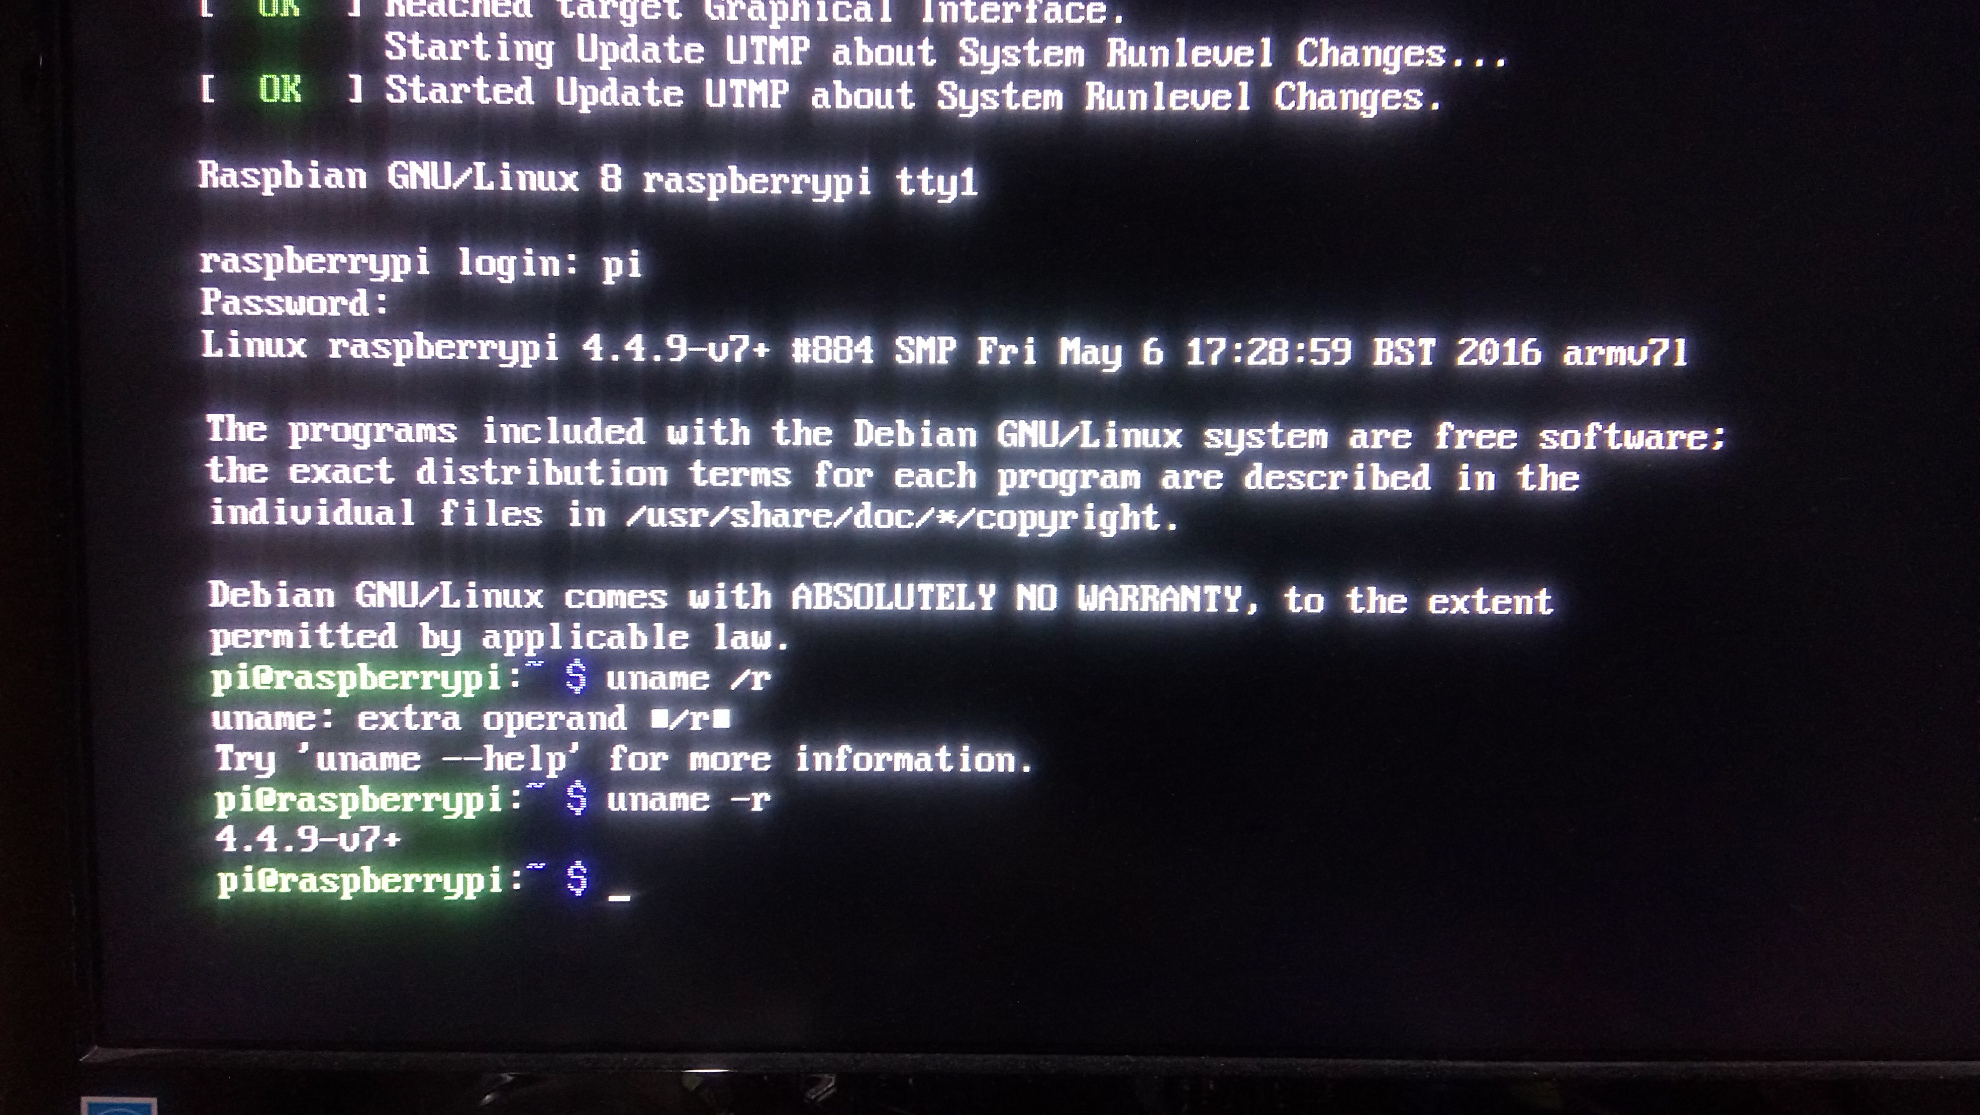 [  OK  ] Reached target Graphical Interface.
         Starting Update UTMP about System Runlevel Changes...
[  OK  ] Started Update UTMP about System Runlevel Changes.
Raspbian GNU/Linux 8 raspberrypi tty1
raspberrypi login: pi
Password:
Linux raspberrypi 4.4.9-v7+ #884 SMP Fri May 6 17:28:59 BST 2016 armv7l
The programs included with the Debian GNU/Linux system are free software;
the exact distribution terms for each program are described in the
individual files in /usr/share/doc/*/copyright.
Debian GNU/Linux comes with ABSOLUTELY NO WARRANTY, to the extent
permitted by applicable law.
pi@raspberrypi:~ $ uname /r
uname: extra operand ■/r■
Try 'uname --help' for more information.
pi@raspberrypi:~ $ uname -r
4.4.9-v7+
pi@raspberrypi:~ $ _